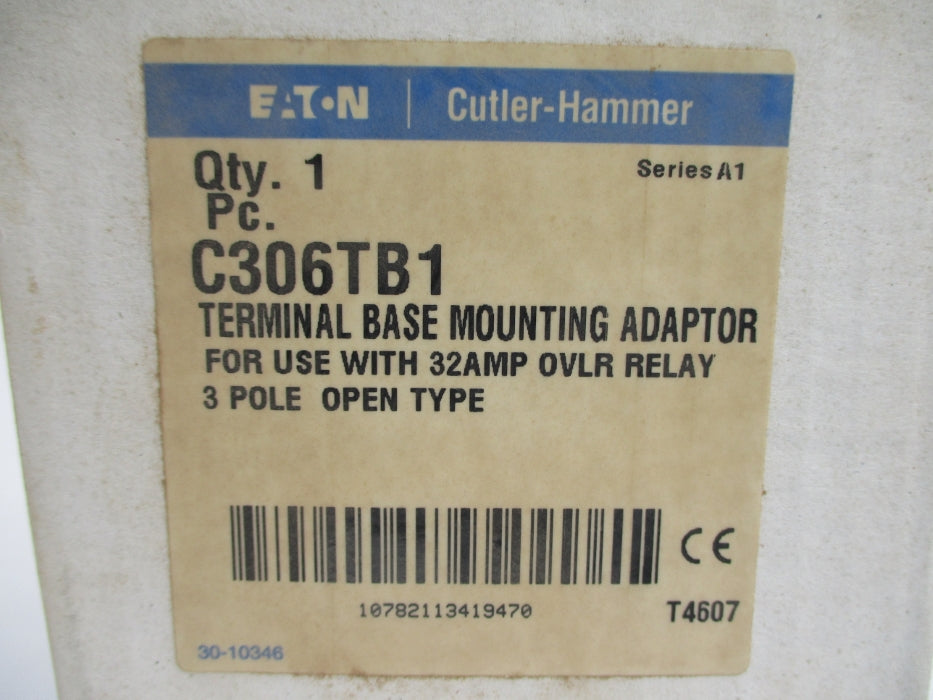 EATON | Cutler-Hammer
Qty. 1 Series A1
Pc.
C306TB1
TERMINAL BASE MOUNTING ADAPTOR
FOR USE WITH 32AMP OVLR RELAY
3 POLE OPEN TYPE
CE
10782113419470 T4607
30-10346